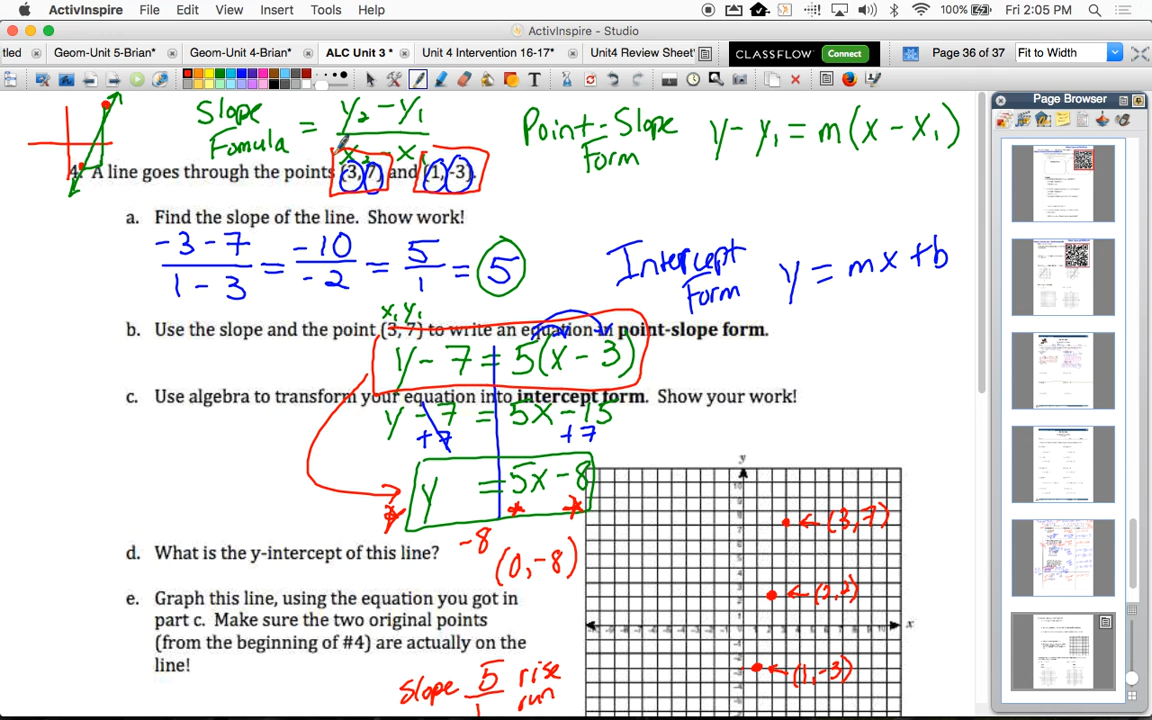 ActivInspire File Edit View Insert Tools Help 100% Fri 2:05 PM
ActivInspire - Studio
tled Geom-Unit 5-Brian* Geom-Unit 4-Brian* ALC Unit 3 * Unit 4 Intervention 16-17* Unit4 Review Sheet' CLASSFLOW Connect Page 36 of 37 Fit to Width
Page Browser
Slope Fomula = y₂ - y₁ / x₂ - x₁
Point-Slope Form y - y₁ = m(x - x₁)
4. A line goes through the points (3, 7) and (1, -3).
a. Find the slope of the line. Show work!
-3 - 7 / 1 - 3 = -10 / -2 = 5 / 1 = 5
Intercept Form y = mx + b
x₁ y₁
b. Use the slope and the point (3, 7) to write an equation in point-slope form.
y - 7 = 5(x - 3)
c. Use algebra to transform your equation into intercept form. Show your work!
y - 7 = 5x - 15
+7 +7
y = 5x - 8
* * *
d. What is the y-intercept of this line? -8 (0, -8)
e. Graph this line, using the equation you got in
part c. Make sure the two original points
(from the beginning of #4) are actually on the
line!
slope 5 / 1 rise run
y
x
← (3, 7)
← (2, 2)
← (1, -3)